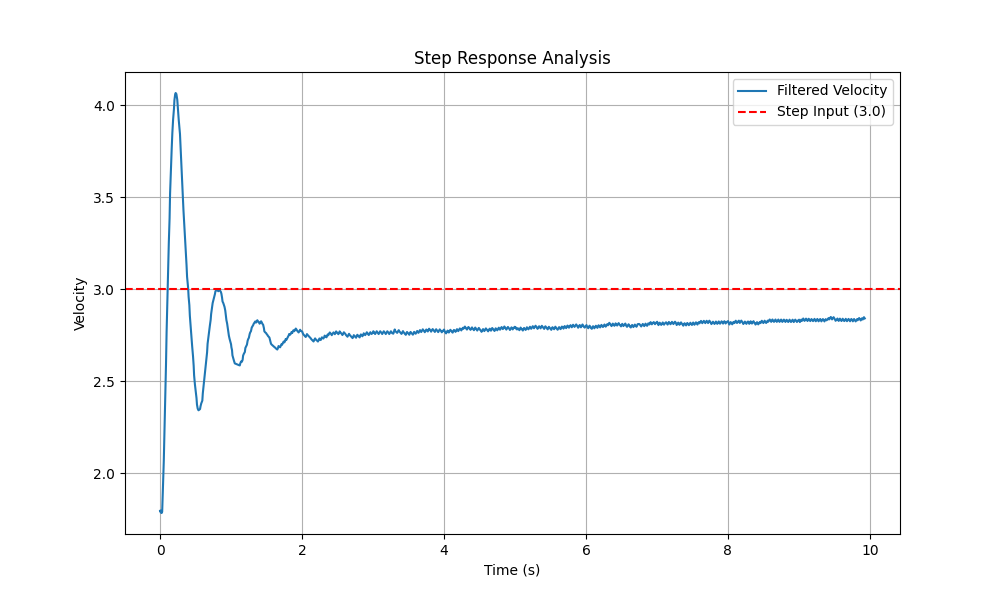 Step Response Analysis
Filtered Velocity
Step Input (3.0)
Velocity
4.0
3.5
3.0
2.5
2.0
0
2
4
6
8
10
Time (s)